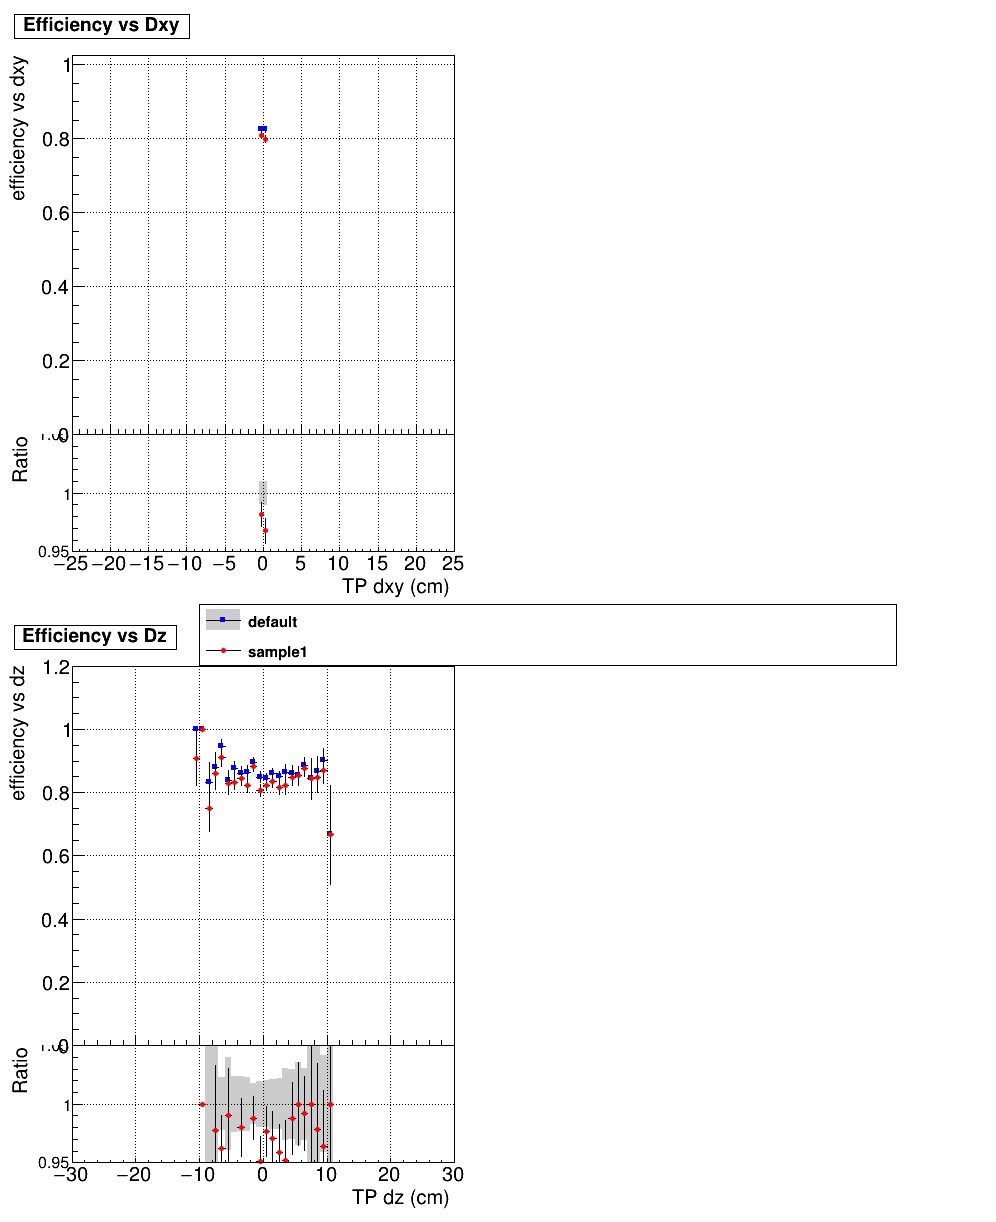 Efficiency vs Dxy
efficiency vs dxy
1
0.8
0.6
0.4
0.2
0
Ratio
1
0.95
−25 −20 −15 −10 −5 0 5 10 15 20 25
TP dxy (cm)
default
sample1
Efficiency vs Dz
efficiency vs dz
1.2
1
0.8
0.6
0.4
0.2
0
Ratio
1
0.95
−30 −20 −10 0 10 20 30
TP dz (cm)